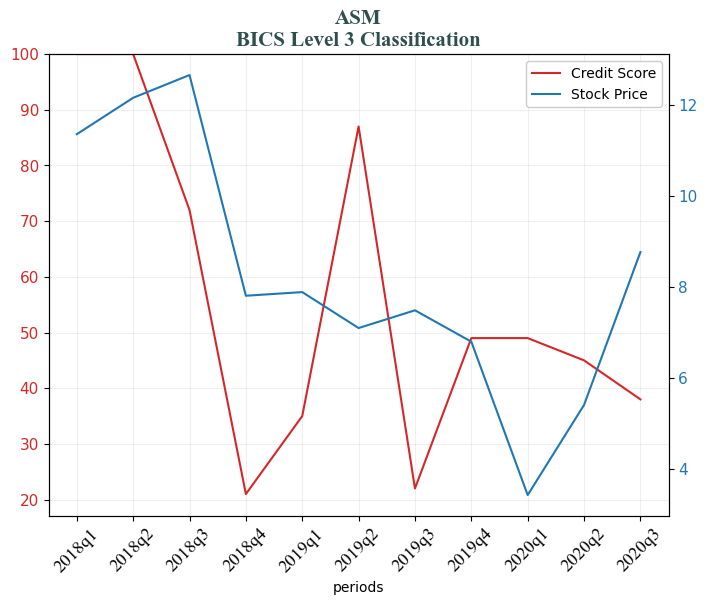 ASM
BICS Level 3 Classification
Credit Score
Stock Price
100
90
80
70
60
50
40
30
20
12
10
8
6
4
2018q1
2018q2
2018q3
2018q4
2019q1
2019q2
2019q3
2019q4
2020q1
2020q2
2020q3
periods